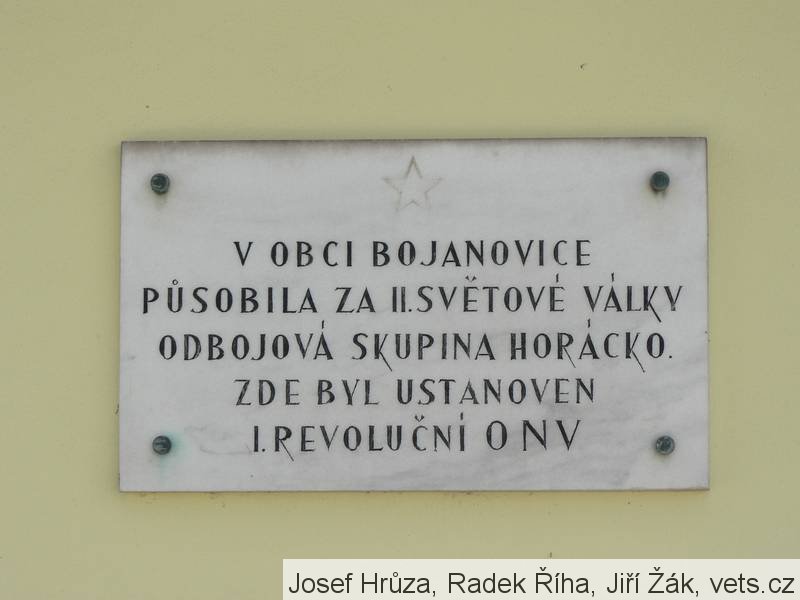 V OBCI BOJANOVICE
PŮSOBILA ZA II. SVĚTOVÉ VÁLKY
ODBOJOVÁ SKUPINA HORÁCKO.
ZDE BYL USTANOVEN
I. REVOLUČNÍ ONV
Josef Hrůza, Radek Říha, Jiří Žák, vets.cz